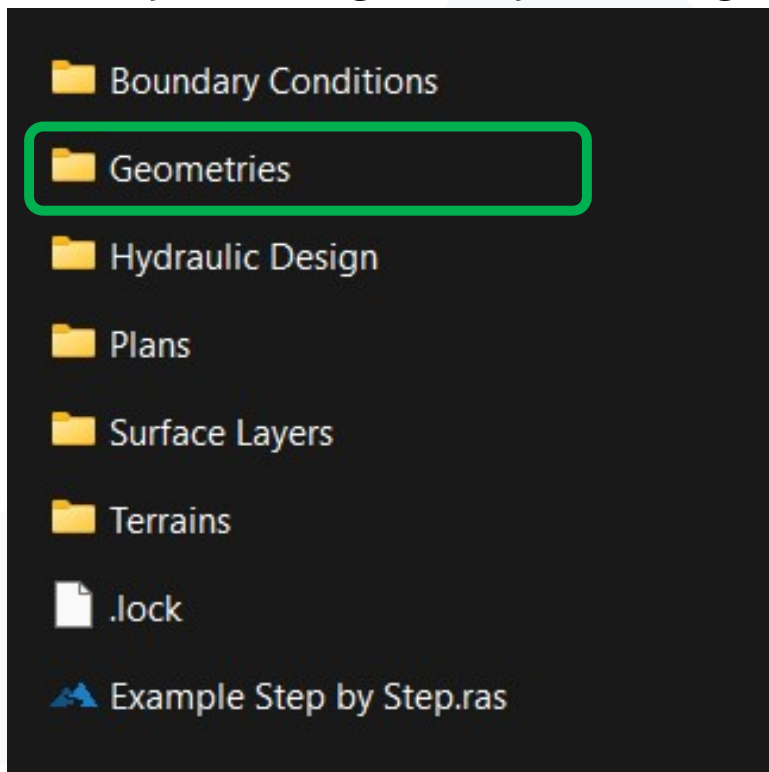 Boundary Conditions
Geometries
Hydraulic Design
Plans
Surface Layers
Terrains
.lock
Example Step by Step.ras